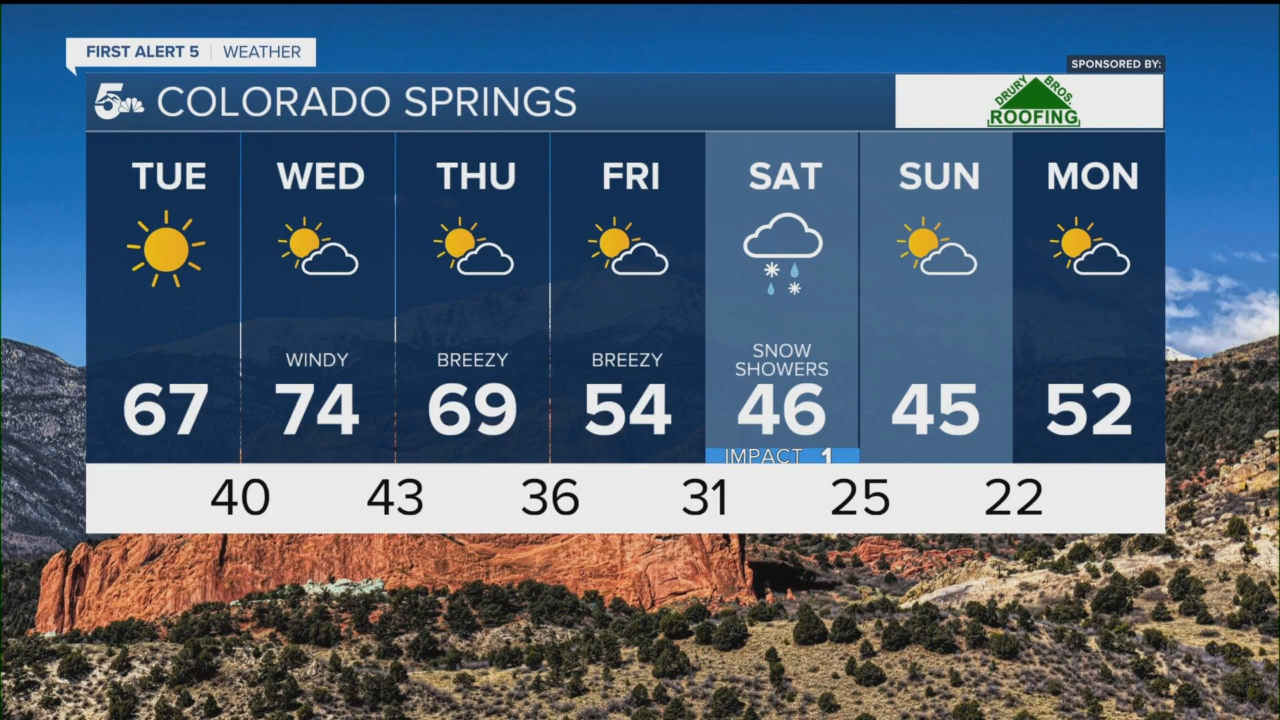 FIRST ALERT 5 | WEATHER
SPONSORED BY:
5 COLORADO SPRINGS
DRURY BROS.
ROOFING
TUE WED THU FRI SAT SUN MON
WINDY BREEZY BREEZY SNOW
SHOWERS
67 74 69 54 46 45 52
IMPACT 1
40 43 36 31 25 22